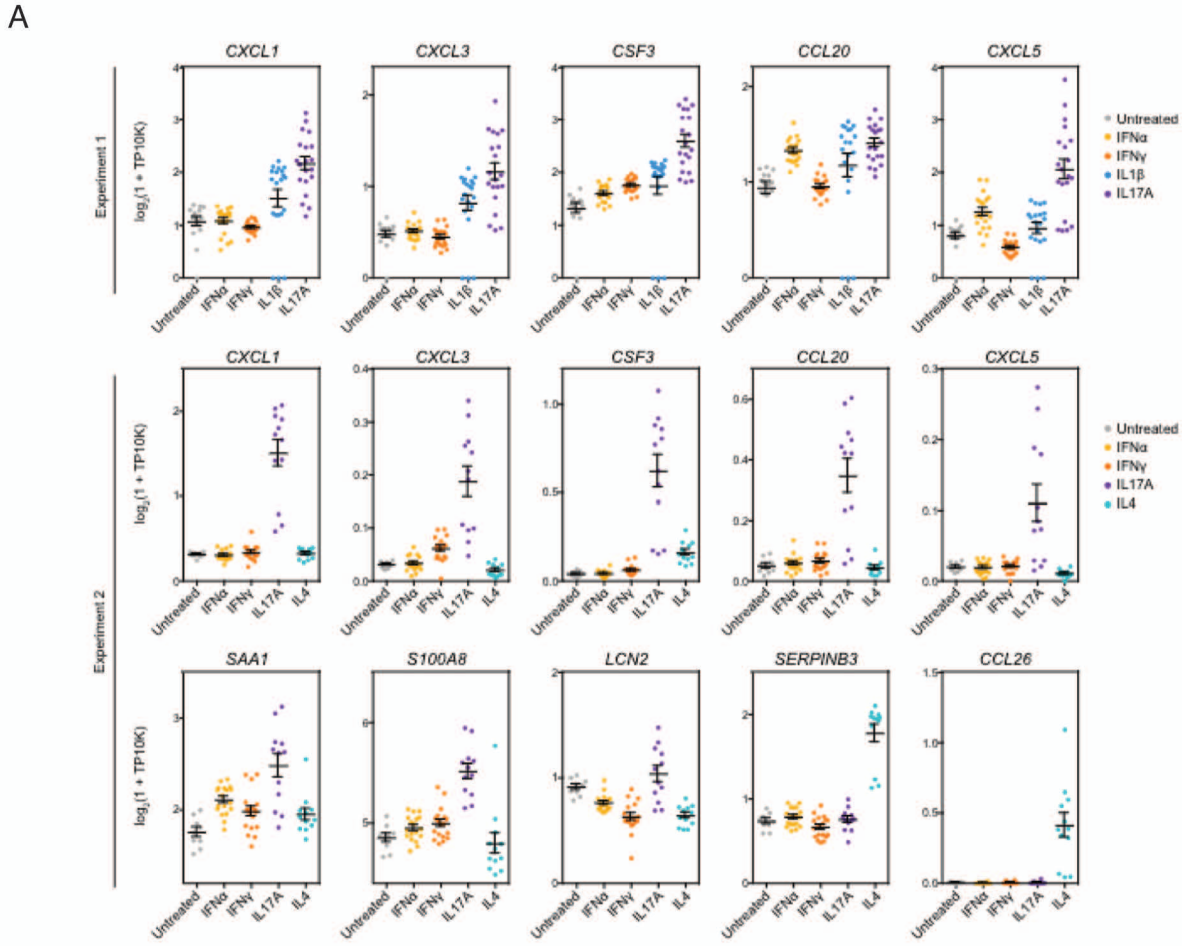 A
CXCL1 CXCL3 CSF3 CCL20 CXCL5
Experiment 1
log₂(1 + TP10K)
4 3 2 1 0
2 1 0
4 3 2 1 0
2 1 0
4 3 2 1 0
Untreated IFNα IFNγ IL1β IL17A
Untreated IFNα IFNγ IL1β IL17A
Untreated IFNα IFNγ IL1β IL17A
Untreated IFNα IFNγ IL1β IL17A
Untreated IFNα IFNγ IL1β IL17A
Untreated
IFNα
IFNγ
IL1β
IL17A
CXCL1 CXCL3 CSF3 CCL20 CXCL5
Experiment 2
log₂(1 + TP10K)
2 1 0
0.4 0.3 0.2 0.1 0.0
1.0 0.5 0.0
0.6 0.4 0.2 0.0
0.3 0.2 0.1 0.0
Untreated IFNα IFNγ IL17A IL4
Untreated IFNα IFNγ IL17A IL4
Untreated IFNα IFNγ IL17A IL4
Untreated IFNα IFNγ IL17A IL4
Untreated IFNα IFNγ IL17A IL4
Untreated
IFNα
IFNγ
IL17A
IL4
SAA1 S100A8 LCN2 SERPINB3 CCL26
log₂(1 + TP10K)
3 2
6 5
2 1 0
2 1 0
1.5 1.0 0.5 0.0
Untreated IFNα IFNγ IL17A IL4
Untreated IFNα IFNγ IL17A IL4
Untreated IFNα IFNγ IL17A IL4
Untreated IFNα IFNγ IL17A IL4
Untreated IFNα IFNγ IL17A IL4